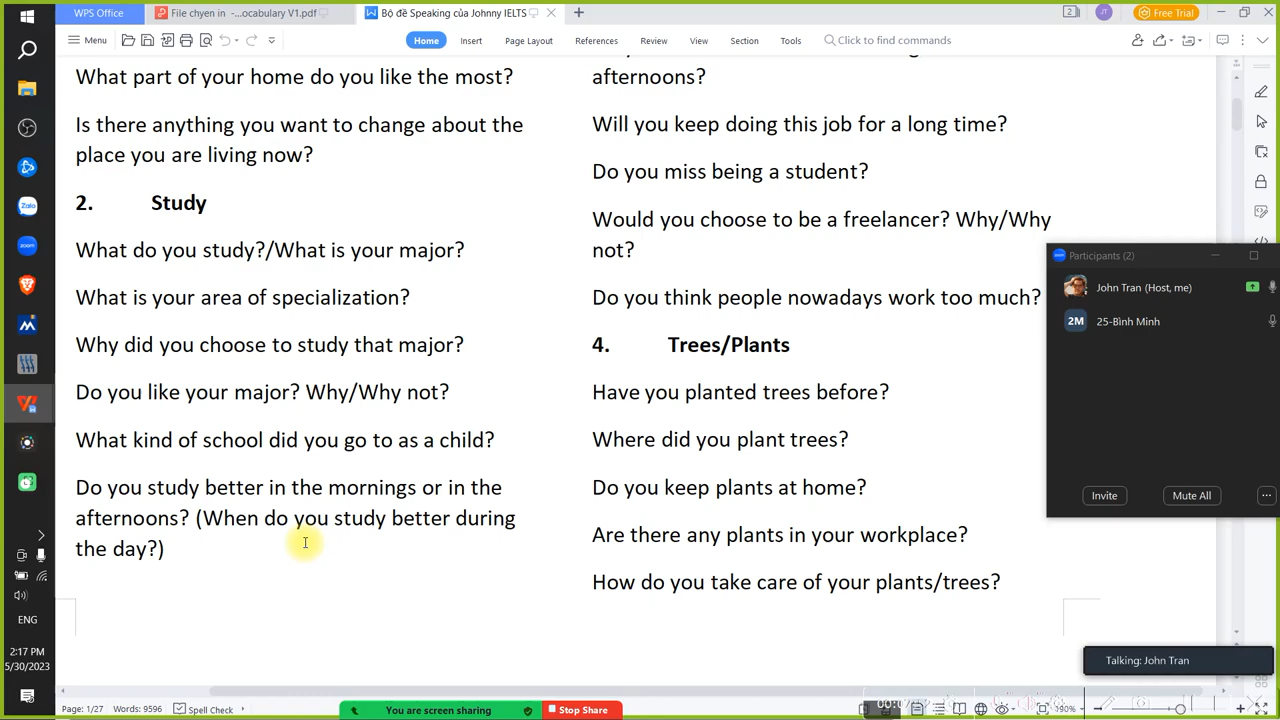 WPS Office
File chyen in -...ocabulary V1.pdf
Bộ đề Speaking của Johnny IELTS
Free Trial
Menu
Home
Insert
Page Layout
References
Review
View
Section
Tools
Click to find commands
What part of your home do you like the most?
Is there anything you want to change about the
place you are living now?
2. Study
What do you study?/What is your major?
What is your area of specialization?
Why did you choose to study that major?
Do you like your major? Why/Why not?
What kind of school did you go to as a child?
Do you study better in the mornings or in the
afternoons? (When do you study better during
the day?)
afternoons?
Will you keep doing this job for a long time?
Do you miss being a student?
Would you choose to be a freelancer? Why/Why
not?
Do you think people nowadays work too much?
4. Trees/Plants
Have you planted trees before?
Where did you plant trees?
Do you keep plants at home?
Are there any plants in your workplace?
How do you take care of your plants/trees?
Participants (2)
John Tran (Host, me)
2M 25-Bình Minh
Invite
Mute All
Talking: John Tran
Zalo
zoom
ENG
2:17 PM
5/30/2023
Page: 1/27
Words: 9596
Spell Check
You are screen sharing
Stop Share
190%
JT